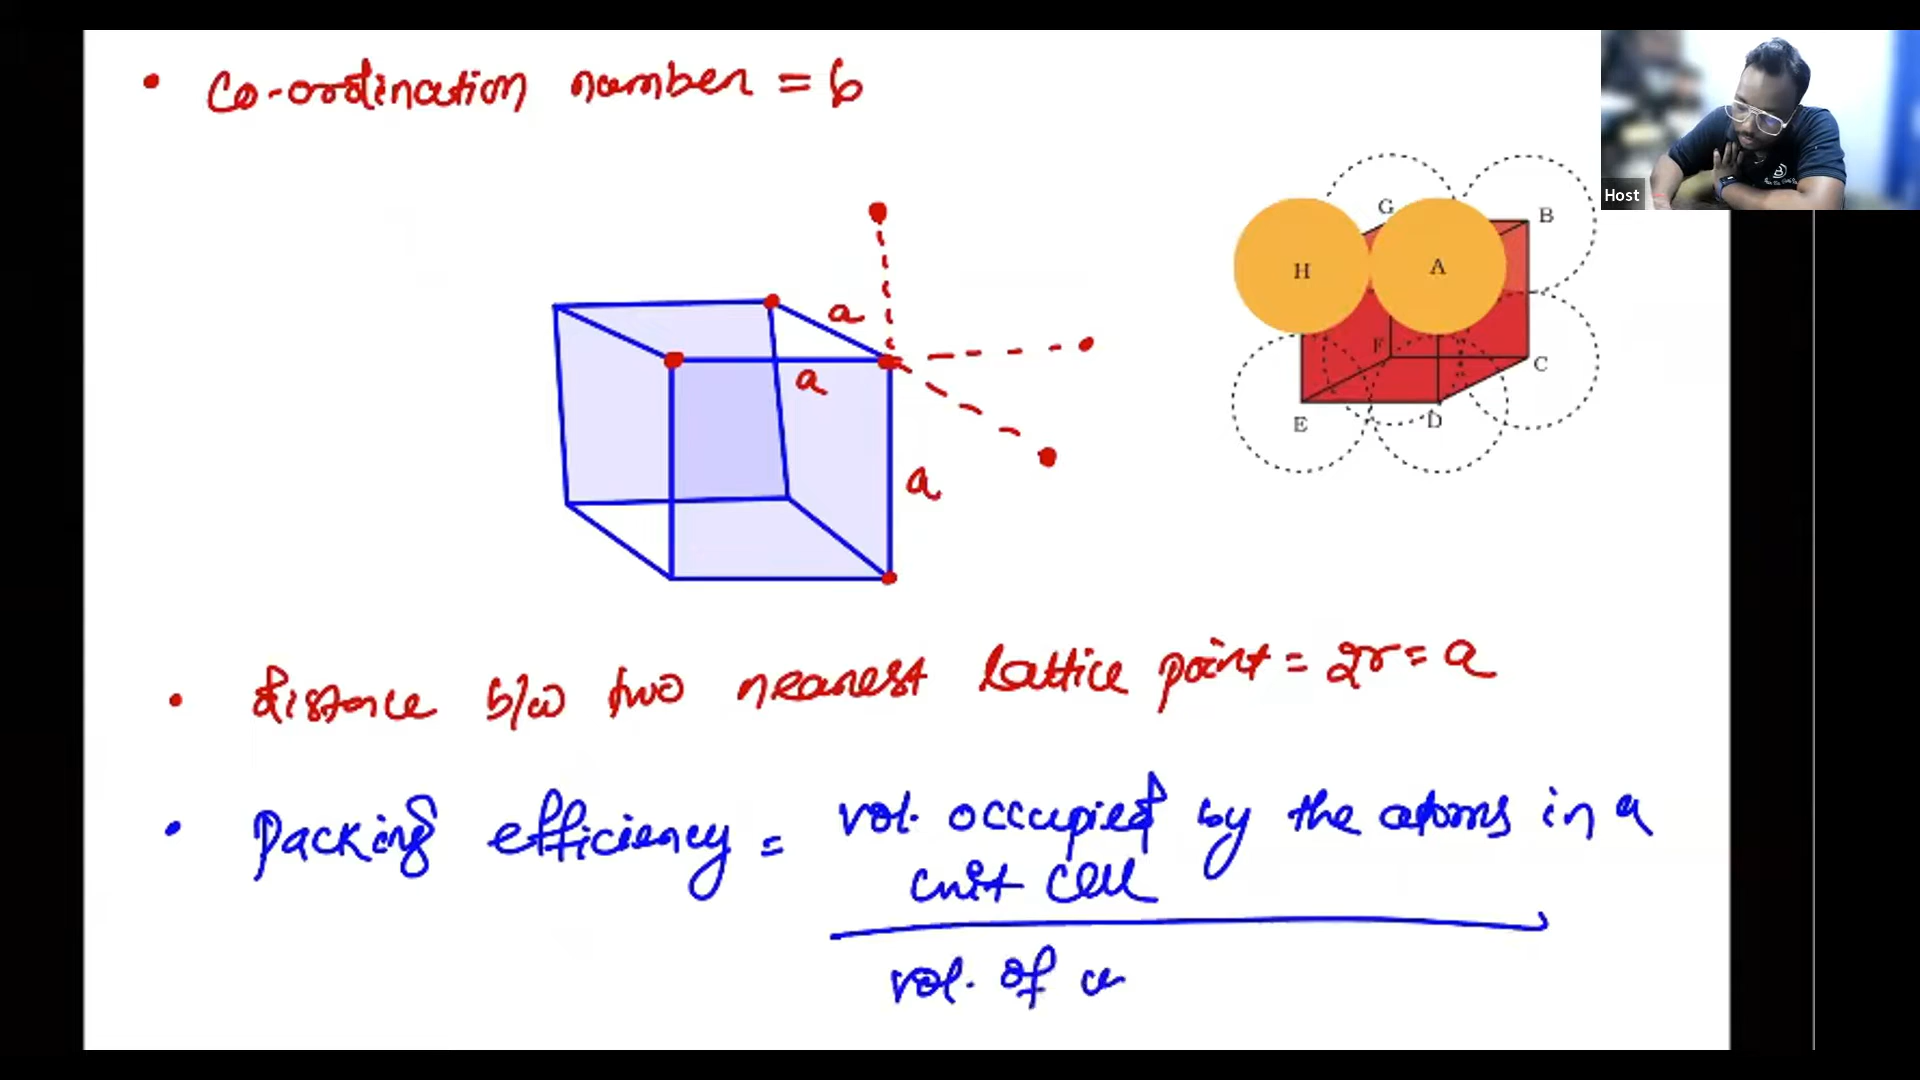 • Co-ordination number = 6
Host
G
B
H
A
a
F
a
C
E
D
a
• distance b/w two nearest lattice point = 2r = a
• Packing efficiency = vol. occupied by the atoms in a
unit cell
vol. of u